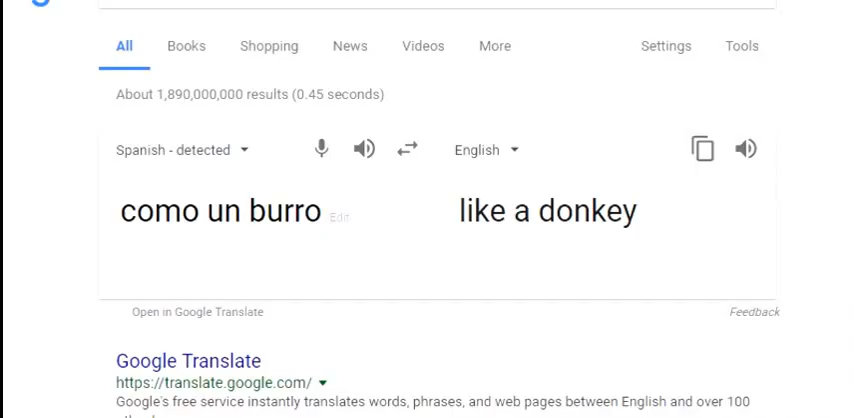 All Books Shopping News Videos More Settings Tools
About 1,890,000,000 results (0.45 seconds)
Spanish - detected English
como un burro Edit like a donkey
Open in Google Translate Feedback
Google Translate
https://translate.google.com/
Google's free service instantly translates words, phrases, and web pages between English and over 100